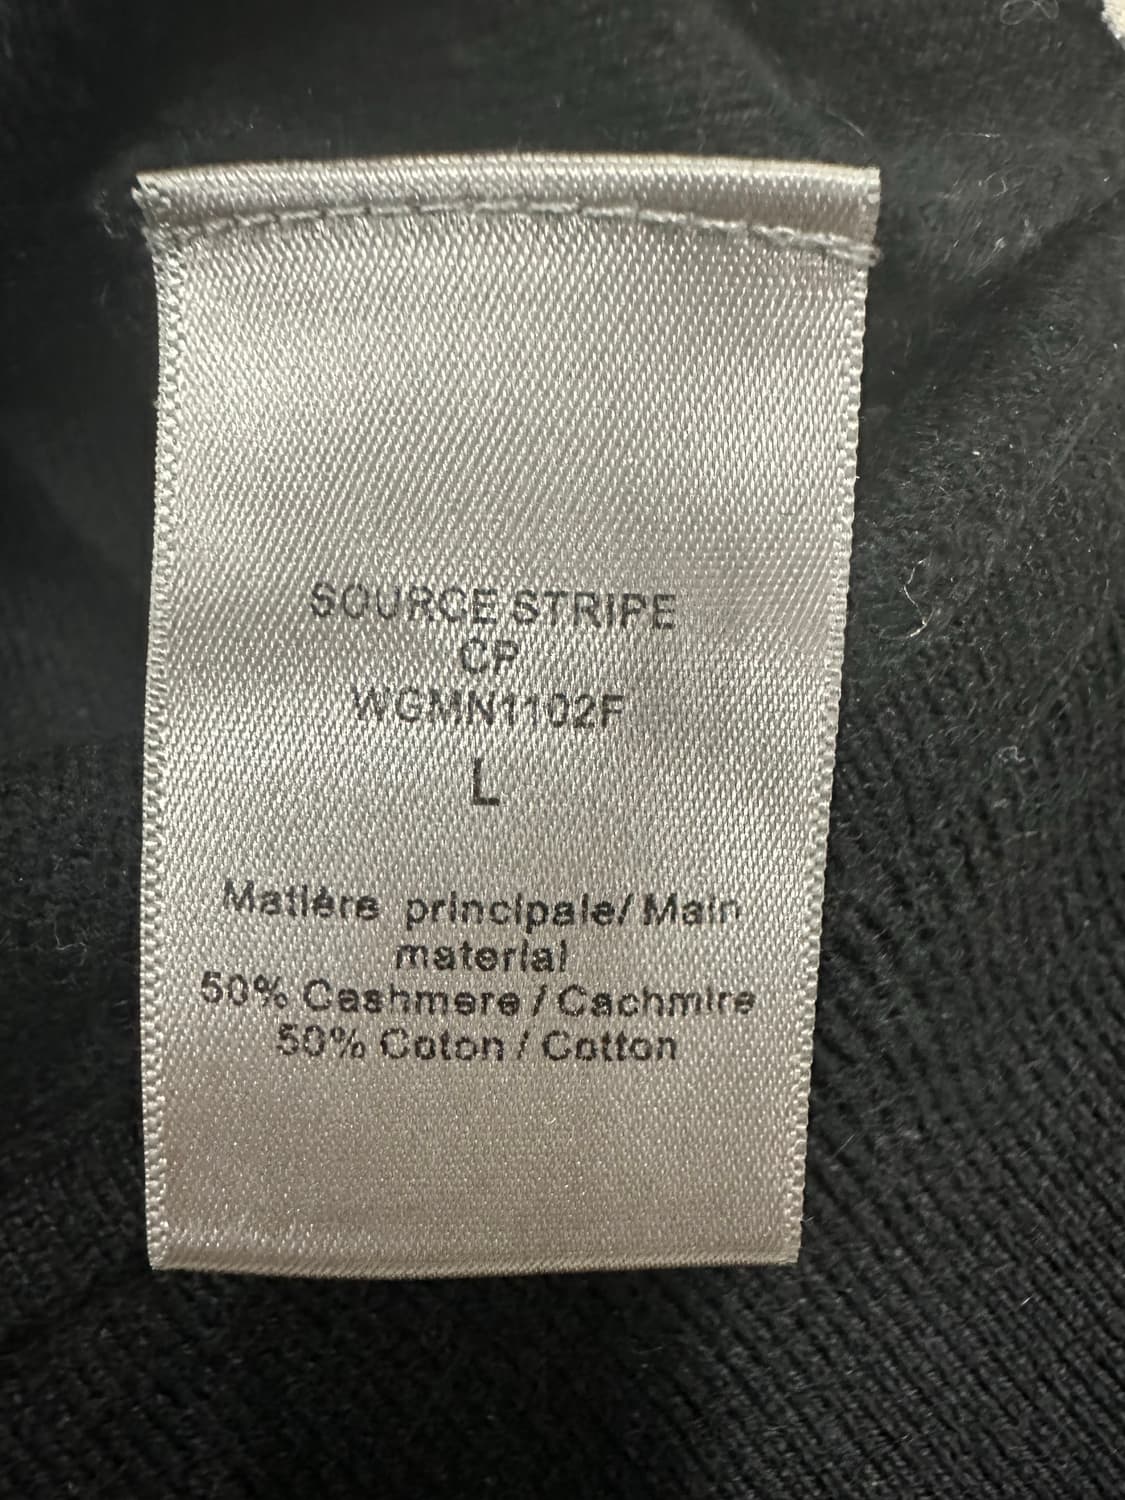 SOURCE STRIPE
CP
WGMN1102F
L
Matière principale/ Main
material
50% Cashmere / Cachmire
50% Coton / Cotton